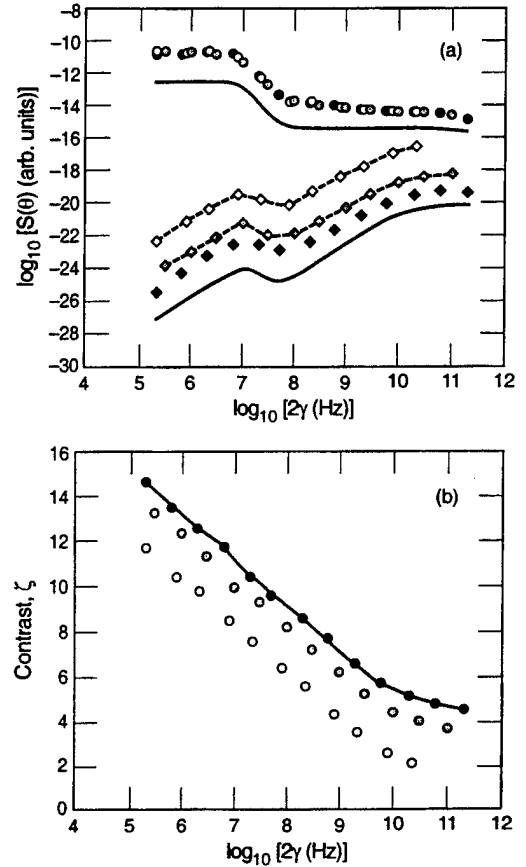 (a)
log₁₀ [S(θ) (arb. units)]
−8
−10
−12
−14
−16
−18
−20
−22
−24
−26
−28
−30
4 5 6 7 8 9 10 11 12
log₁₀ [2γ (Hz)]
(b)
Contrast, ζ
16
14
12
10
8
6
4
2
0
4 5 6 7 8 9 10 11 12
log₁₀ [2γ (Hz)]